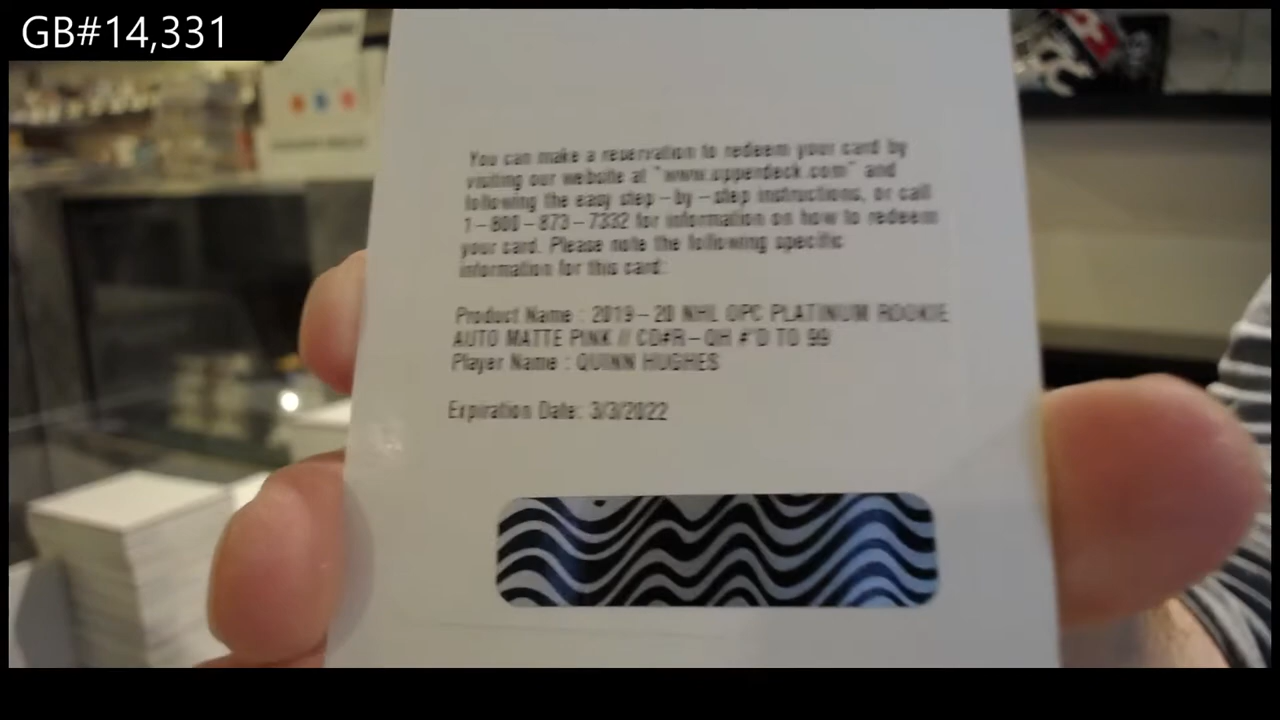 GB#14,331
You can make a reservation to redeem your card by
visiting our website at "www.upperdeck.com" and
following the easy step-by-step instructions, or call
1-800-873-7332 for information on how to redeem
your card. Please note the following specific
information for this card:
Product Name : 2019-20 NHL OPC PLATINUM ROOKIE
AUTO MATTE PINK // CD#R-QH #'D TO 99
Player Name : QUINN HUGHES
Expiration Date: 3/3/2022